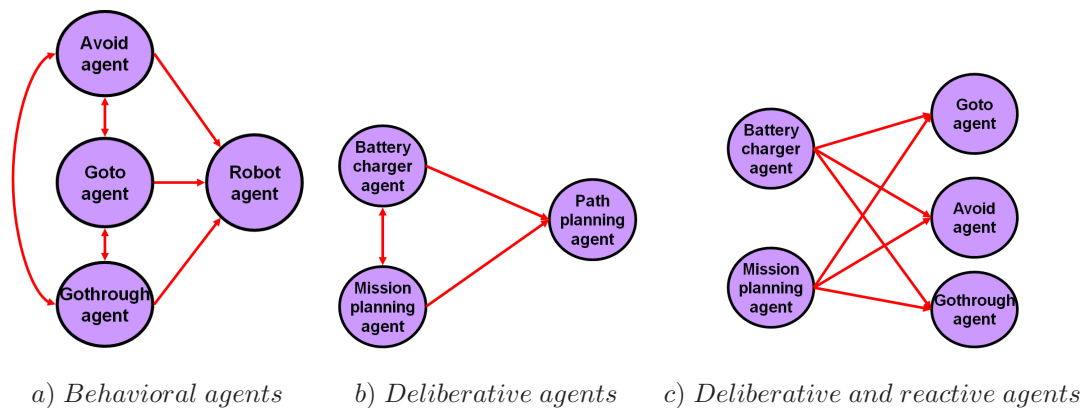 Avoid
agent
Goto
agent
Gothrough
agent
Robot
agent
a) Behavioral agents
Battery
charger
agent
Mission
planning
agent
Path
planning
agent
b) Deliberative agents
Battery
charger
agent
Mission
planning
agent
Goto
agent
Avoid
agent
Gothrough
agent
c) Deliberative and reactive agents